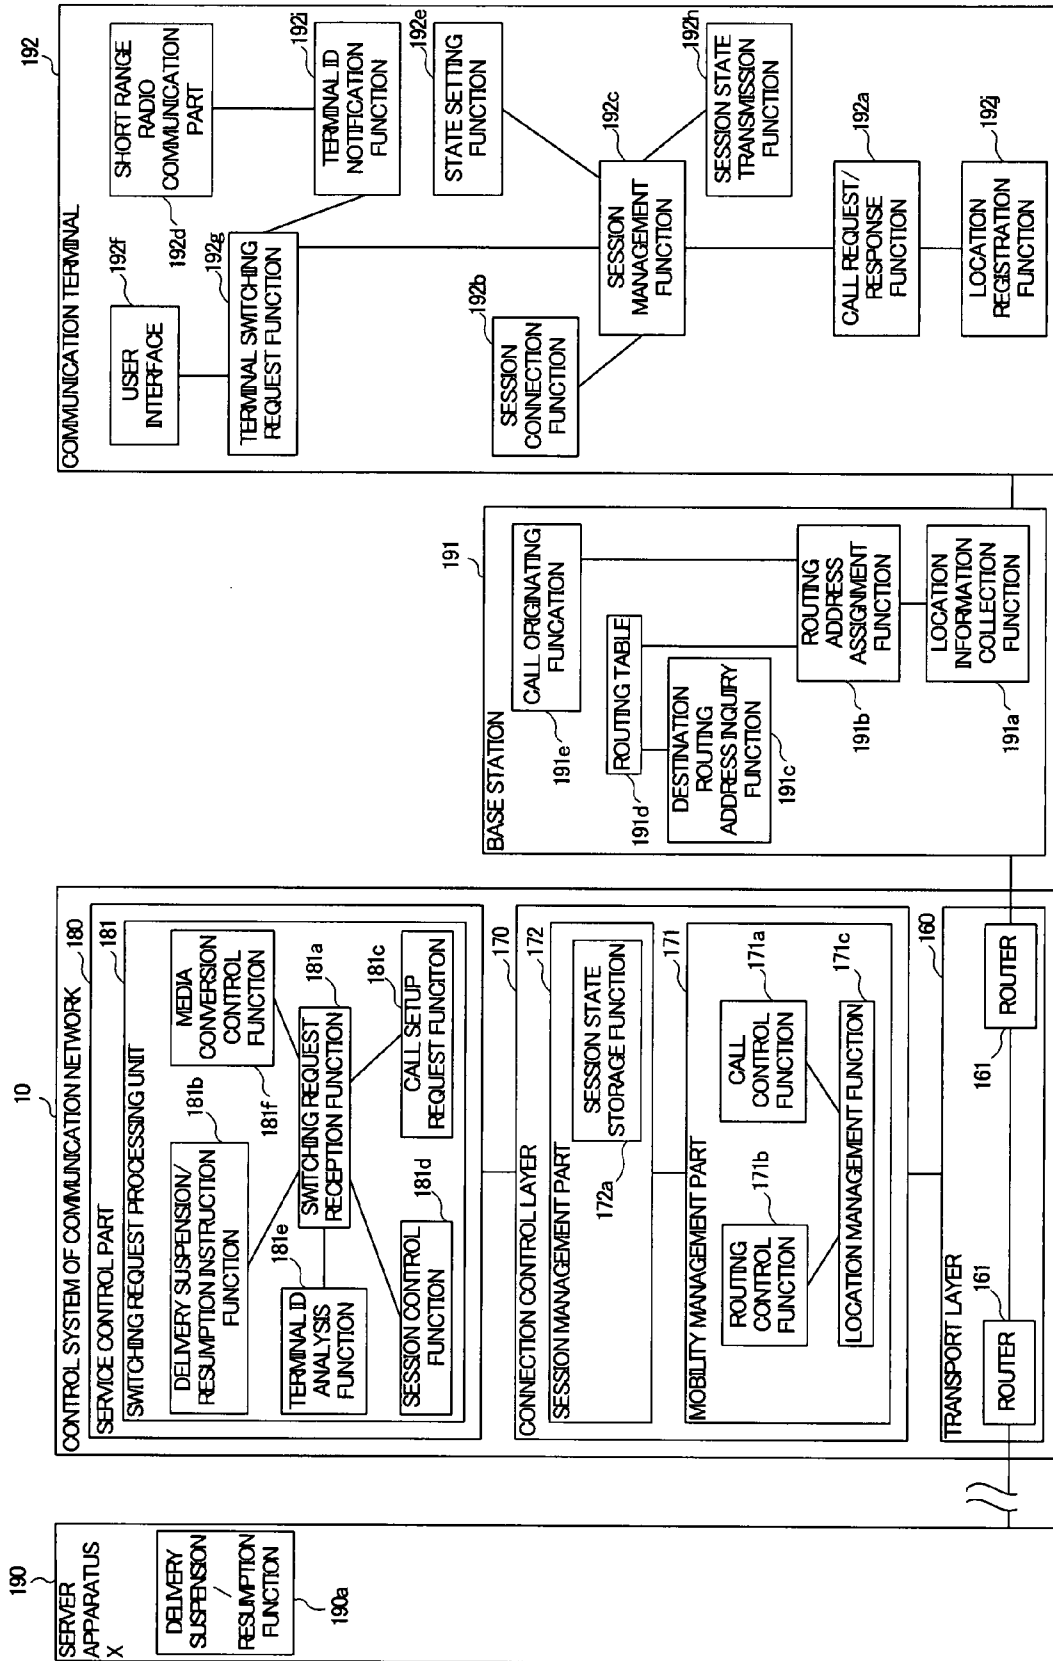 190
SERVER
APPARATUS
X
DELIVERY
SUSPENSION
/
RESUMPTION
FUNCTION
190a
10
CONTROL SYSTEM OF COMMUNICATION NETWORK
180
SERVICE CONTROL PART
181
SWITCHING REQUEST PROCESSING UNIT
DELIVERY SUSPENSION/
RESUMPTION INSTRUCTION
FUNCTION
181b
MEDIA
CONVERSION
CONTROL
FUNCTION
181f
181e
TERMINAL ID
ANALYSIS
FUNCTION
SWITCHING REQUEST
RECEPTION FUNCTION
181a
SESSION CONTROL
FUNCTION
181d
CALL SETUP
REQUEST FUNCITON
181c
170
CONNECTION CONTROL LAYER
172
SESSION MANAGEMENT PART
SESSION STATE
STORAGE FUNCTION
172a
171
MOBILITY MANAGEMENT PART
171b
ROUTING
CONTROL
FUNCTION
CALL
CONTROL
FUNCTION
171a
LOCATION MANAGEMENT FUNCTION
171c
160
TRANSPORT LAYER
ROUTER
161
ROUTER
161
191
BASE STATION
CALL ORIGINATING
FUNCATION
191e
ROUTING TABLE
191d
DESTINATION
ROUTING
ADDRESS INQUIRY
FUNCTION
191c
ROUTING
ADDRESS
ASSIGNMENT
FUNCTION
191b
LOCATION
INFORMATION
COLLECTION
FUNCTION
191a
192
COMMUNICATION TERMINAL
USER
INTERFACE
192f
SHORT RANGE
RADIO
COMMUNICATION
PART
192d
192g
TERMINAL SWITCHING
REQUEST FUNCTION
TERMINAL ID
NOTIFICATION
FUNCTION
192i
STATE SETTING
FUNCTION
192e
192b
SESSION
CONNECTION
FUNCTION
SESSION
MANAGEMENT
FUNCTION
192c
SESSION STATE
TRANSMISSION
FUNCTION
192h
CALL REQUEST/
RESPONSE
FUNCTION
192a
LOCATION
REGISTRATION
FUNCTION
192j